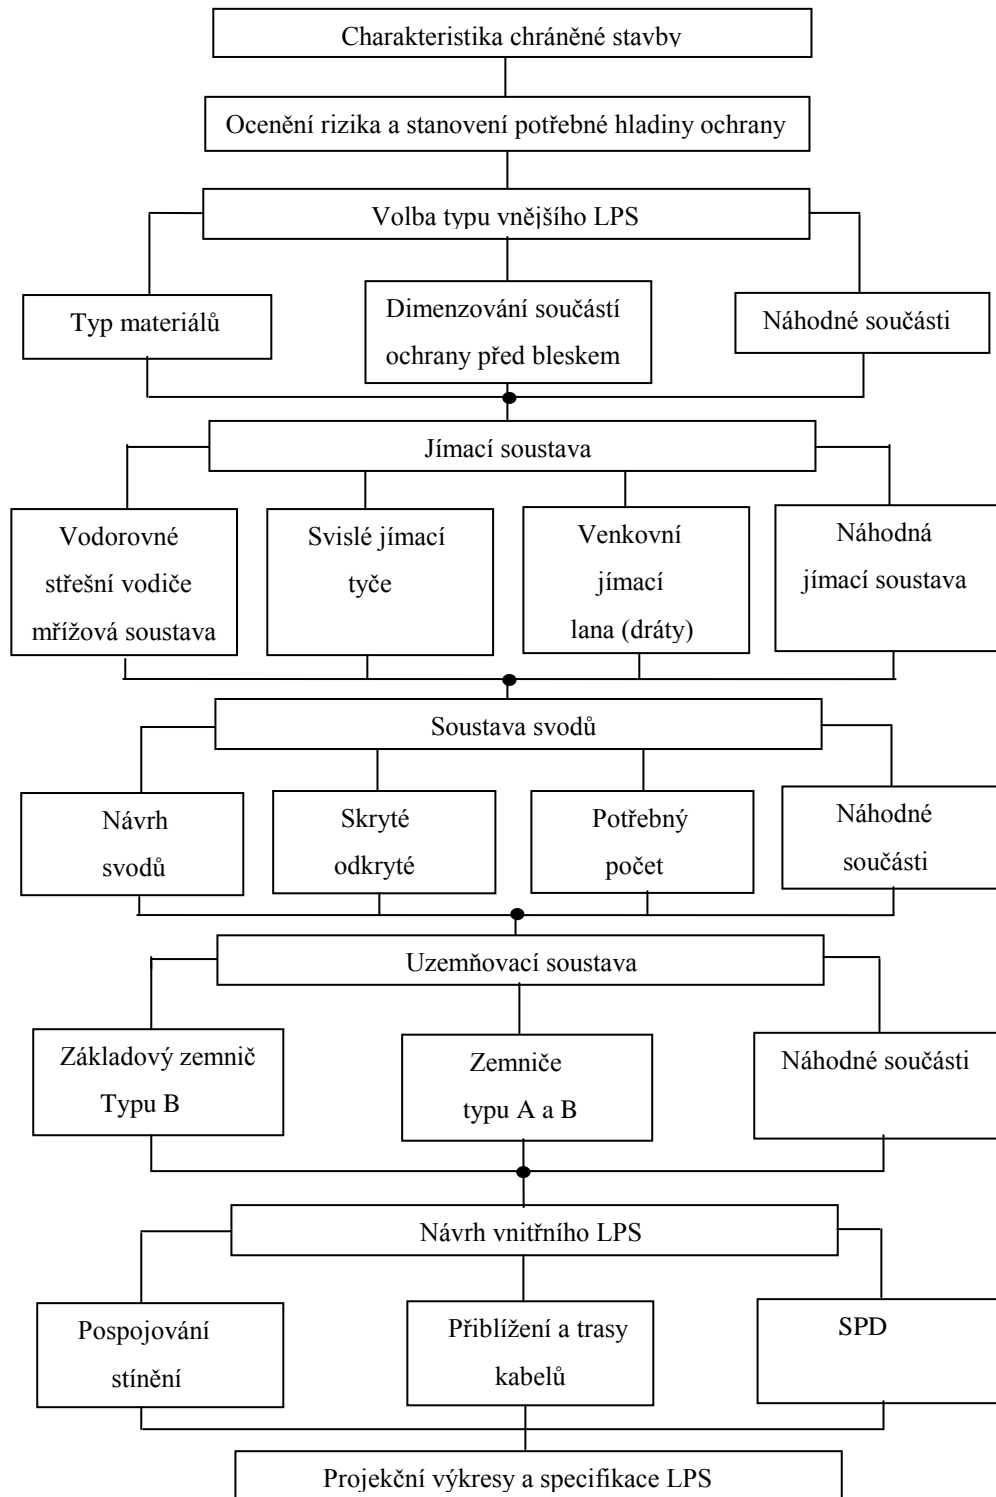 Charakteristika chráněné stavby
Ocenění rizika a stanovení potřebné hladiny ochrany
Volba typu vnějšího LPS
Typ materiálů
Dimenzování součástí
ochrany před bleskem
Náhodné součásti
Jímací soustava
Vodorovné
střešní vodiče
mřížová soustava
Svislé jímací
tyče
Venkovní
jímací
lana (dráty)
Náhodná
jímací soustava
Soustava svodů
Návrh
svodů
Skryté
odkryté
Potřebný
počet
Náhodné
součásti
Uzemňovací soustava
Základový zemnič
Typu B
Zemniče
typu A a B
Náhodné součásti
Návrh vnitřního LPS
Pospojování
stínění
Přiblížení a trasy
kabelů
SPD
Projekční výkresy a specifikace LPS